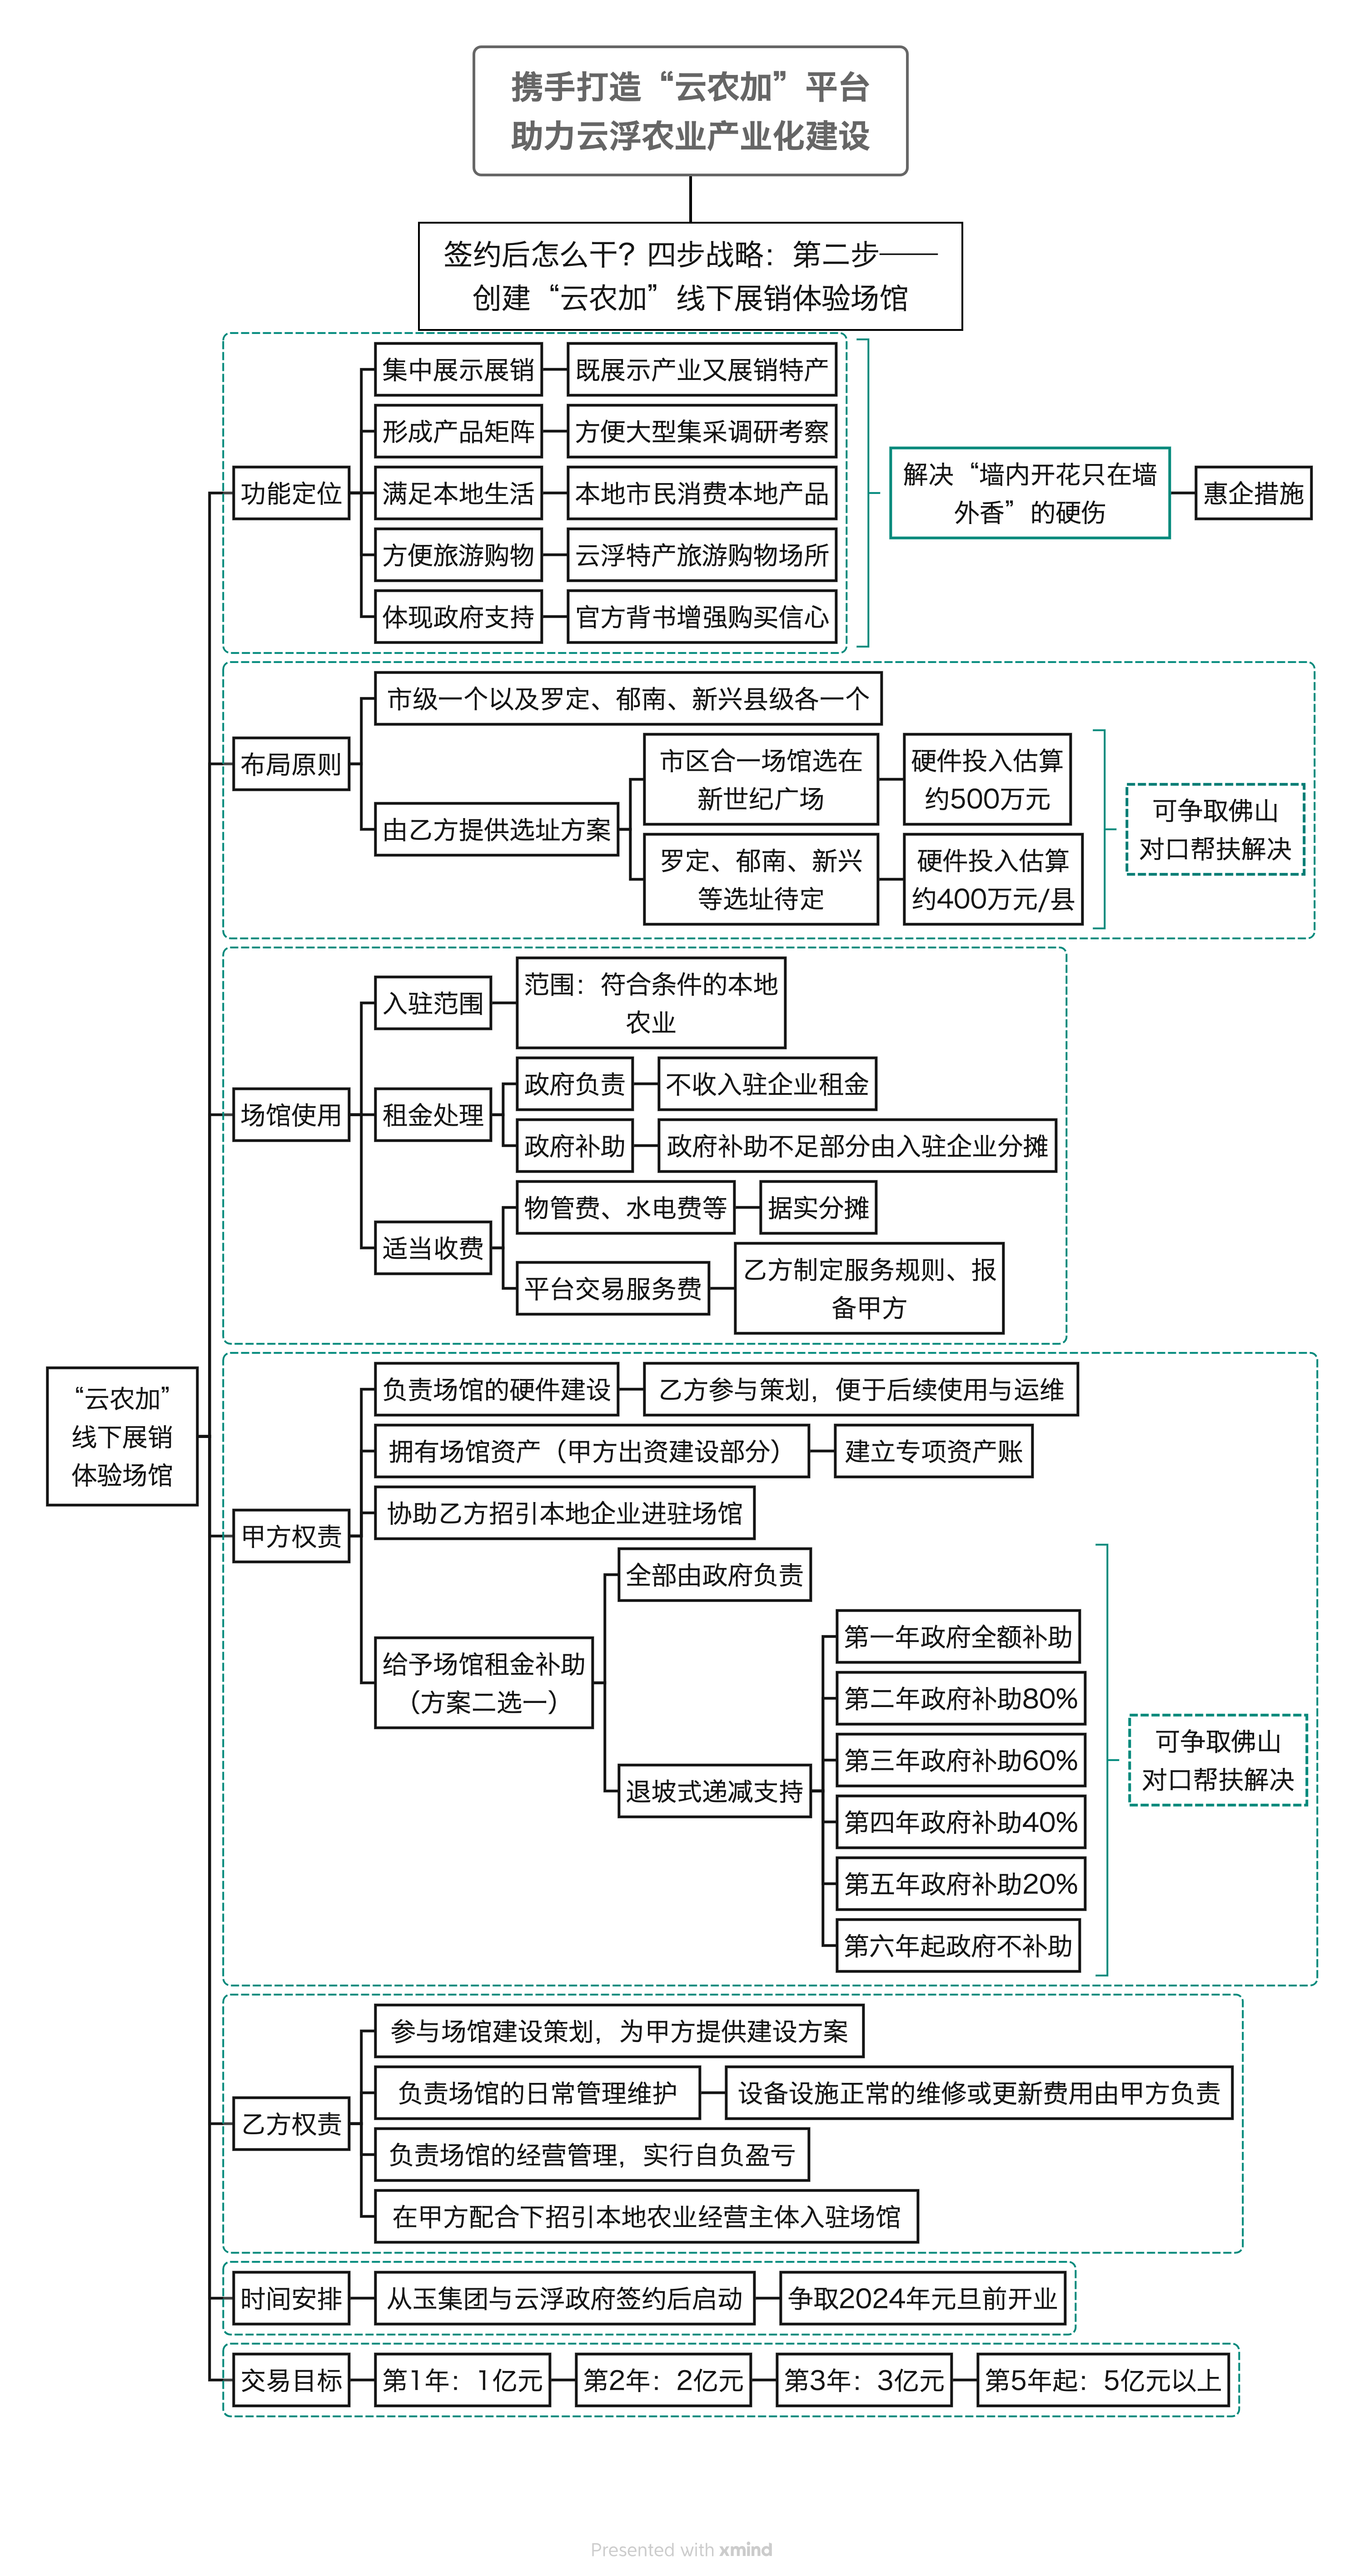 携手打造“云农加”平台
助力云浮农业产业化建设
签约后怎么干？四步战略：第二步——
创建“云农加”线下展销体验场馆
“云农加”
线下展销
体验场馆
功能定位
集中展示展销
既展示产业又展销特产
形成产品矩阵
方便大型集采调研考察
满足本地生活
本地市民消费本地产品
方便旅游购物
云浮特产旅游购物场所
体现政府支持
官方背书增强购买信心
解决“墙内开花只在墙
外香”的硬伤
惠企措施
布局原则
市级一个以及罗定、郁南、新兴县级各一个
由乙方提供选址方案
市区合一场馆选在
新世纪广场
硬件投入估算
约500万元
罗定、郁南、新兴
等选址待定
硬件投入估算
约400万元/县
可争取佛山
对口帮扶解决
场馆使用
入驻范围
范围：符合条件的本地
农业
租金处理
政府负责
不收入驻企业租金
政府补助
政府补助不足部分由入驻企业分摊
适当收费
物管费、水电费等
据实分摊
平台交易服务费
乙方制定服务规则、报
备甲方
甲方权责
负责场馆的硬件建设
乙方参与策划，便于后续使用与运维
拥有场馆资产（甲方出资建设部分）
建立专项资产账
协助乙方招引本地企业进驻场馆
给予场馆租金补助
（方案二选一）
全部由政府负责
退坡式递减支持
第一年政府全额补助
第二年政府补助80%
第三年政府补助60%
第四年政府补助40%
第五年政府补助20%
第六年起政府不补助
可争取佛山
对口帮扶解决
乙方权责
参与场馆建设策划，为甲方提供建设方案
负责场馆的日常管理维护
设备设施正常的维修或更新费用由甲方负责
负责场馆的经营管理，实行自负盈亏
在甲方配合下招引本地农业经营主体入驻场馆
时间安排
从玉集团与云浮政府签约后启动
争取2024年元旦前开业
交易目标
第1年：1亿元
第2年：2亿元
第3年：3亿元
第5年起：5亿元以上
Presented with xmind